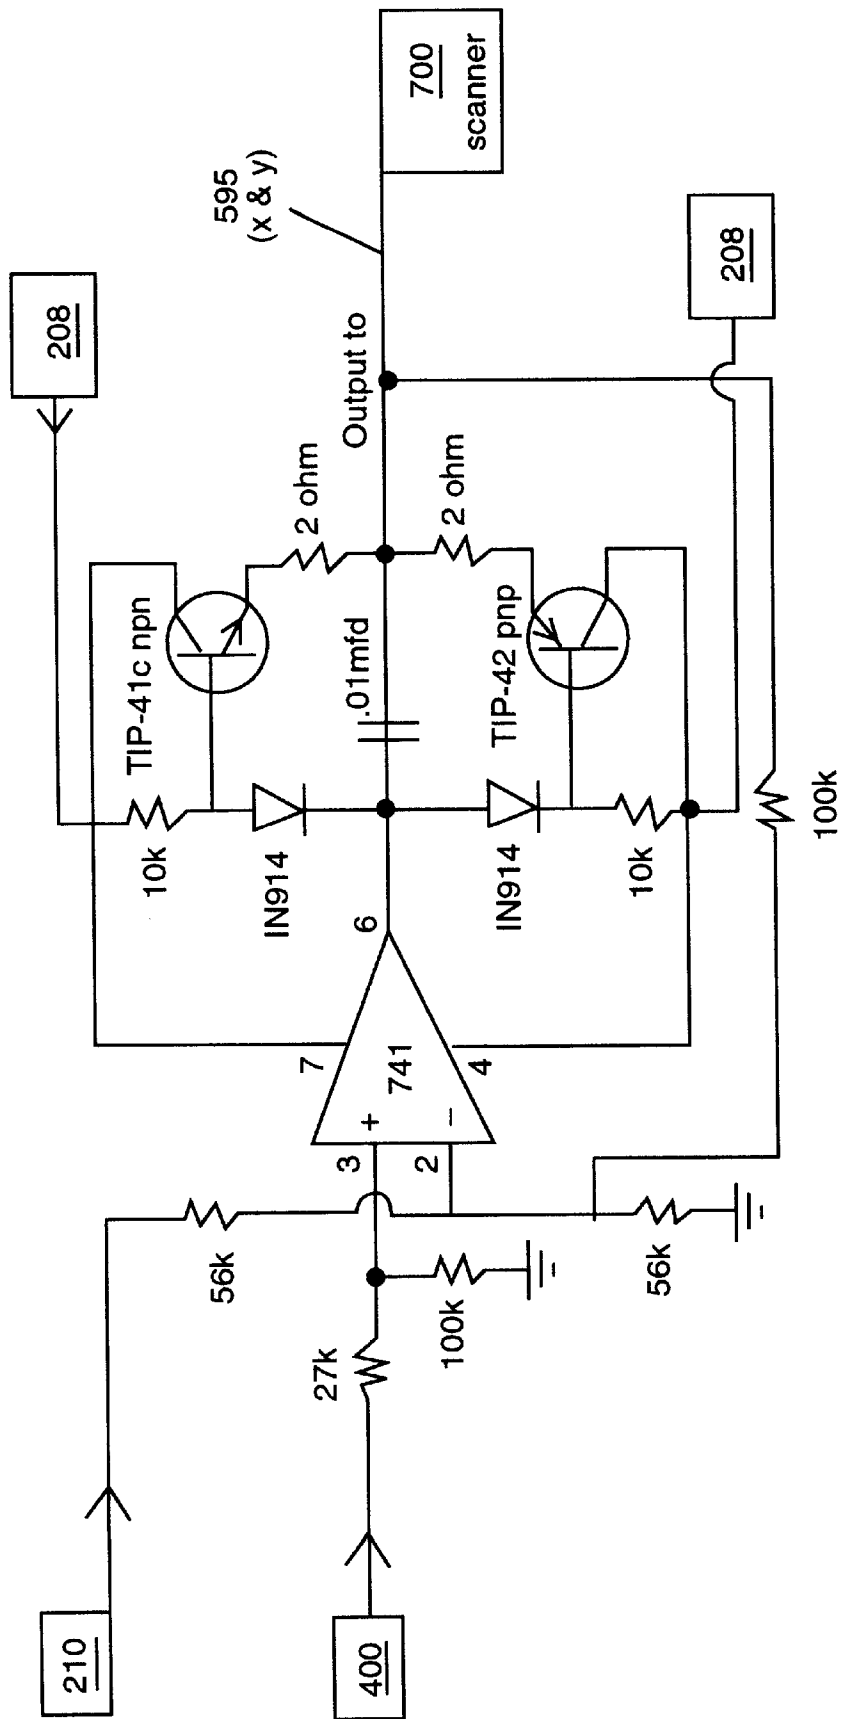 210
400
56k
27k
100k
56k
3
2
+
−
741
7
4
6
10k
IN914
IN914
10k
TIP-41c npn
.01mfd
TIP-42 pnp
100k
2 ohm
2 ohm
208
Output to
595
(x & y)
208
700
scanner